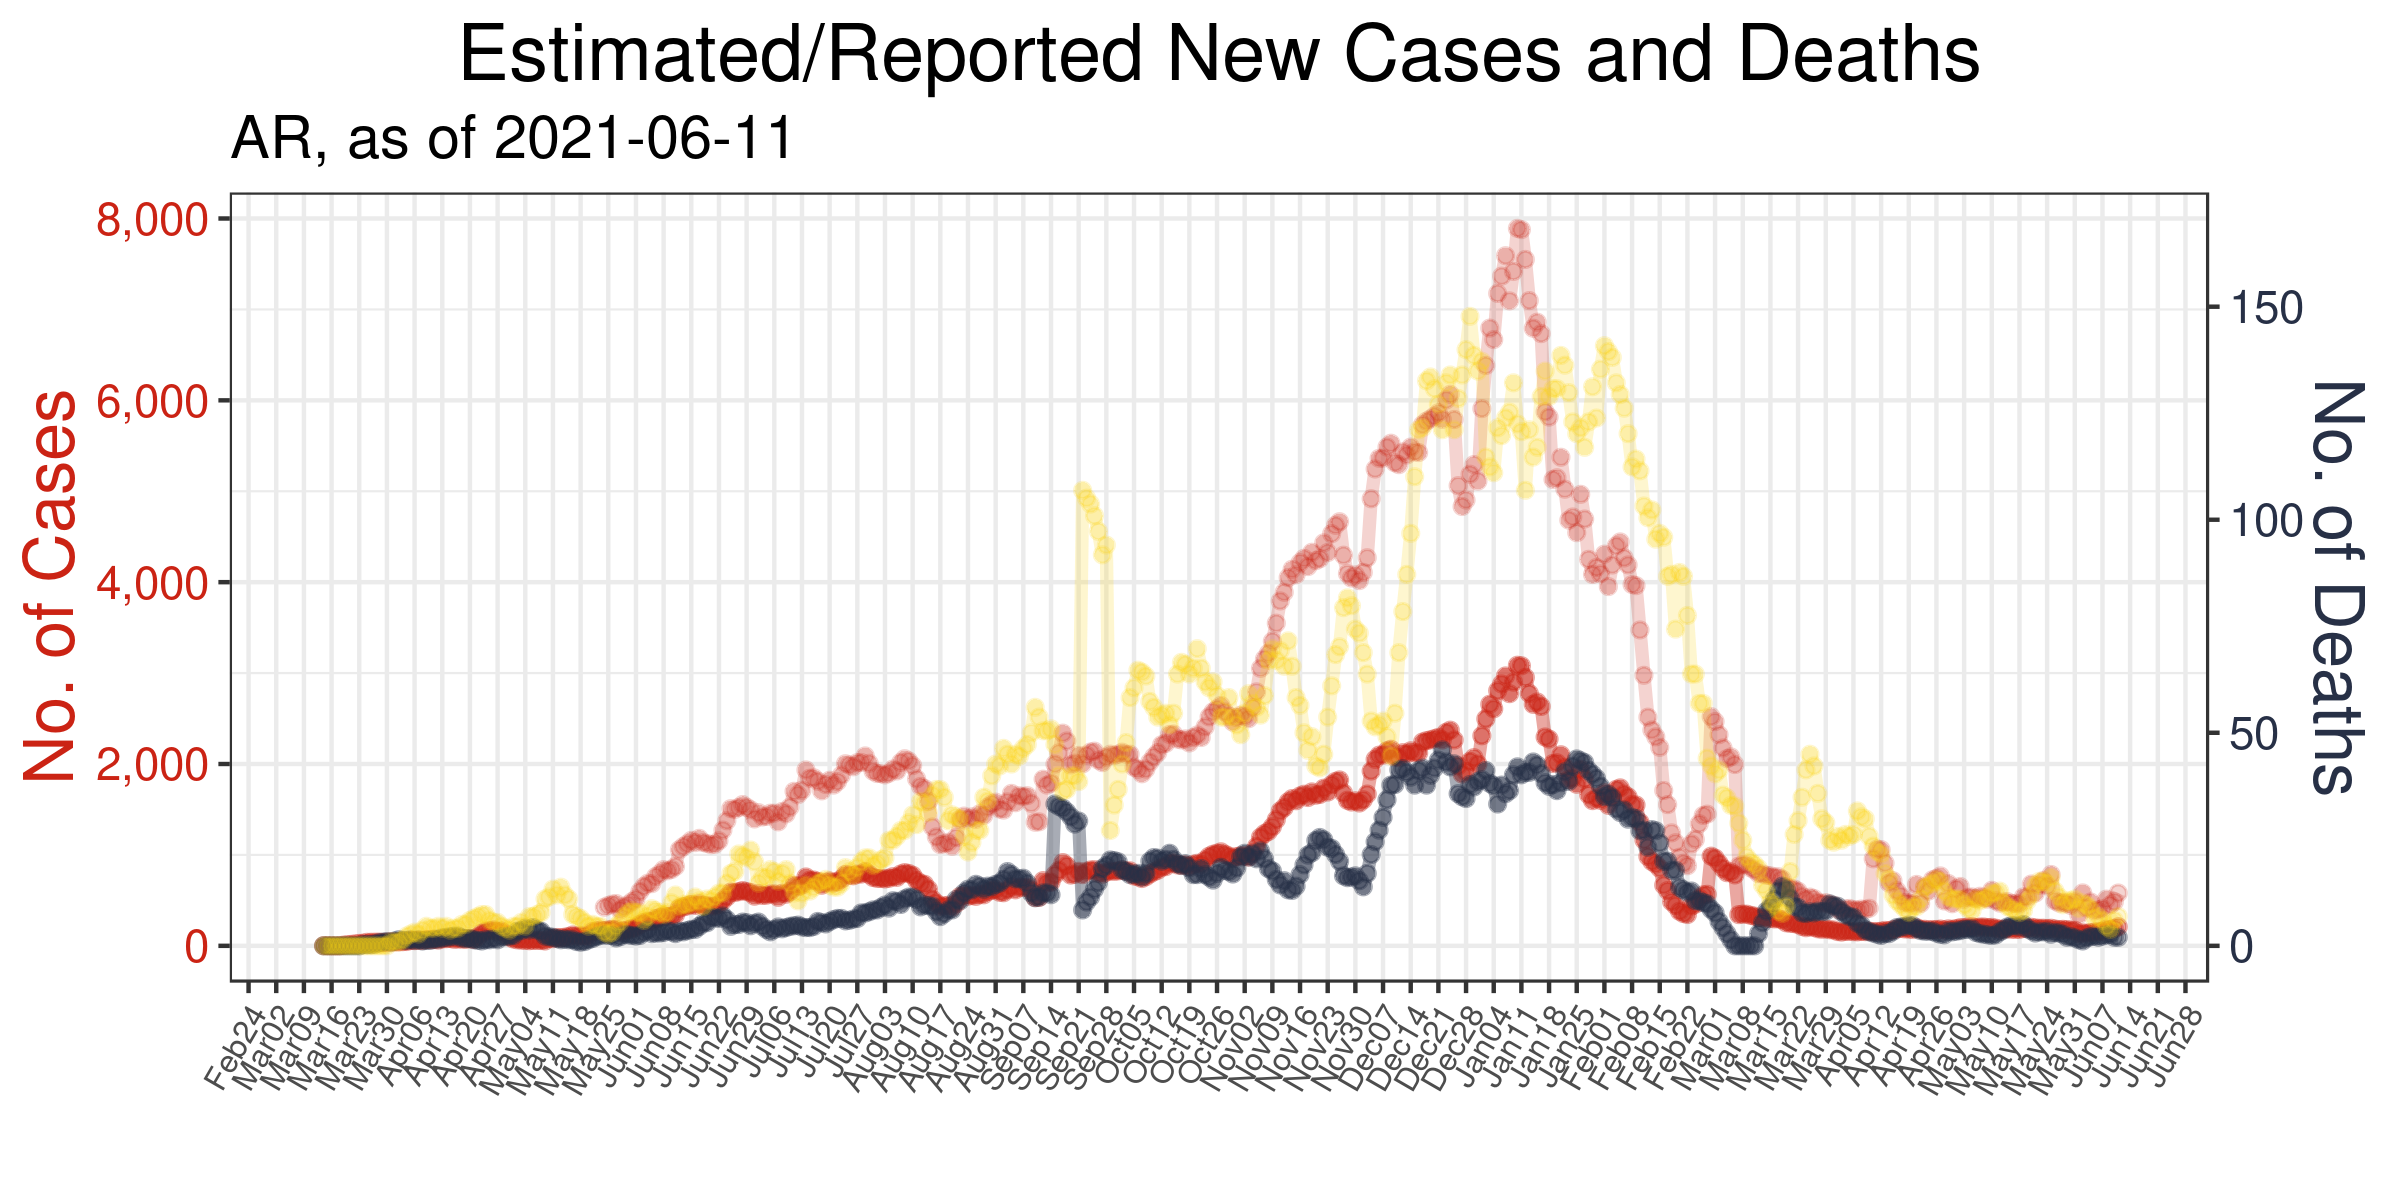 Estimated/Reported New Cases and Deaths
AR, as of 2021-06-11
No. of Cases
8,000
6,000
4,000
2,000
0
150
100
50
0
No. of Deaths
Feb24
Mar02
Mar09
Mar16
Mar23
Mar30
Apr06
Apr13
Apr20
Apr27
May04
May11
May18
May25
Jun01
Jun08
Jun15
Jun22
Jun29
Jul06
Jul13
Jul20
Jul27
Aug03
Aug10
Aug17
Aug24
Aug31
Sep07
Sep14
Sep21
Sep28
Oct05
Oct12
Oct19
Oct26
Nov02
Nov09
Nov16
Nov23
Nov30
Dec07
Dec14
Dec21
Dec28
Jan04
Jan11
Jan18
Jan25
Feb01
Feb08
Feb15
Feb22
Mar01
Mar08
Mar15
Mar22
Mar29
Apr05
Apr12
Apr19
Apr26
May03
May10
May17
May24
May31
Jun07
Jun14
Jun21
Jun28